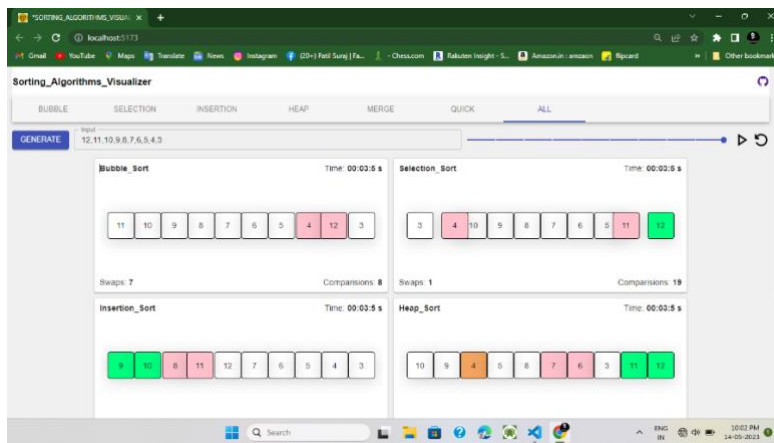 *SORTING_ALGORITHMS_VISUAL
localhost:5173
Gmail YouTube Maps Translate News Instagram (20+) Patil Suraj | Fa... - Chess.com Rakuten Insight - S... Amazon.in : amazon flipcard Other bookmark
Sorting_Algorithms_Visualizer
BUBBLE SELECTION INSERTION HEAP MERGE QUICK ALL
GENERATE Input 12,11,10,9,8,7,6,5,4,3
Bubble_Sort Time: 00:03:5 s
11 10 9 8 7 6 5 4 12 3
Swaps: 7 Comparisions: 8
Selection_Sort Time: 00:03:5 s
3 4 10 9 8 7 6 5 11 12
Swaps: 1 Comparisions: 19
Insertion_Sort Time: 00:03:5 s
9 10 8 11 12 7 6 5 4 3
Heap_Sort Time: 00:03:5 s
10 9 4 5 8 7 6 3 11 12
Search ENG IN 10:02 PM 14-05-2023